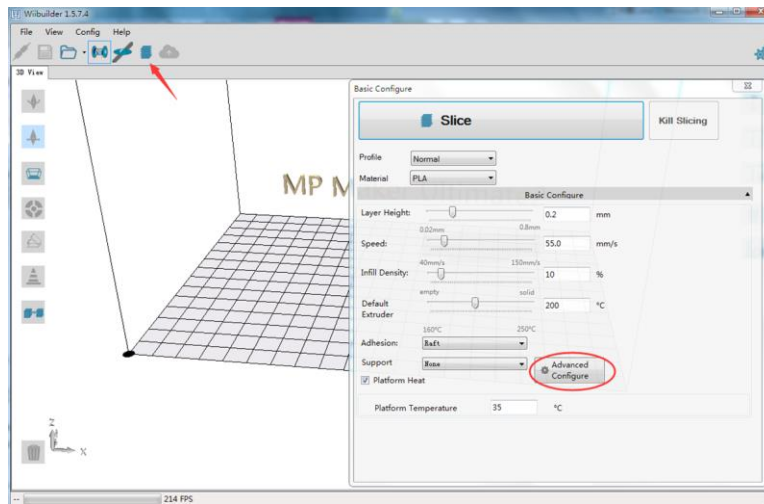 Wiibuilder 1.5.7.4
File View Config Help
3D View
Basic Configure
Slice
Kill Slicing
Profile Normal
Material PLA
MP M
Basic Configure
Layer Height: 0.2 mm
0.02mm 0.8mm
Speed: 55.0 mm/s
40mm/s 150mm/s
Infill Density: 10 %
empty solid
Default
Extruder 200 °C
160°C 250°C
Adhesion: Raft
Support None
Advanced
Configure
Platform Heat
Platform Temperature 35 °C
z
x
-- 214 FPS